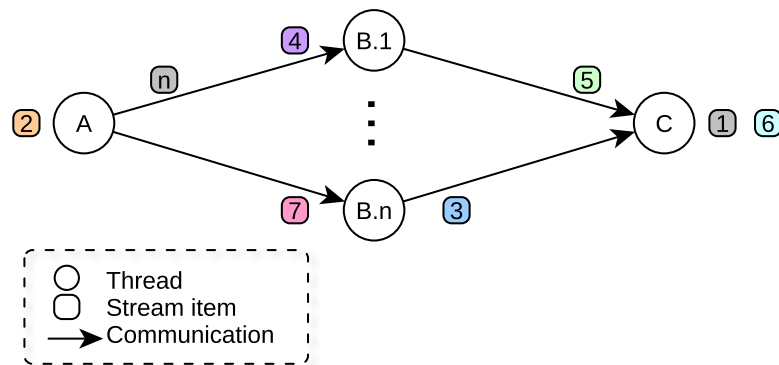 4
B.1
n
5
2
A
C
1
6
7
B.n
3
Thread
Stream item
Communication